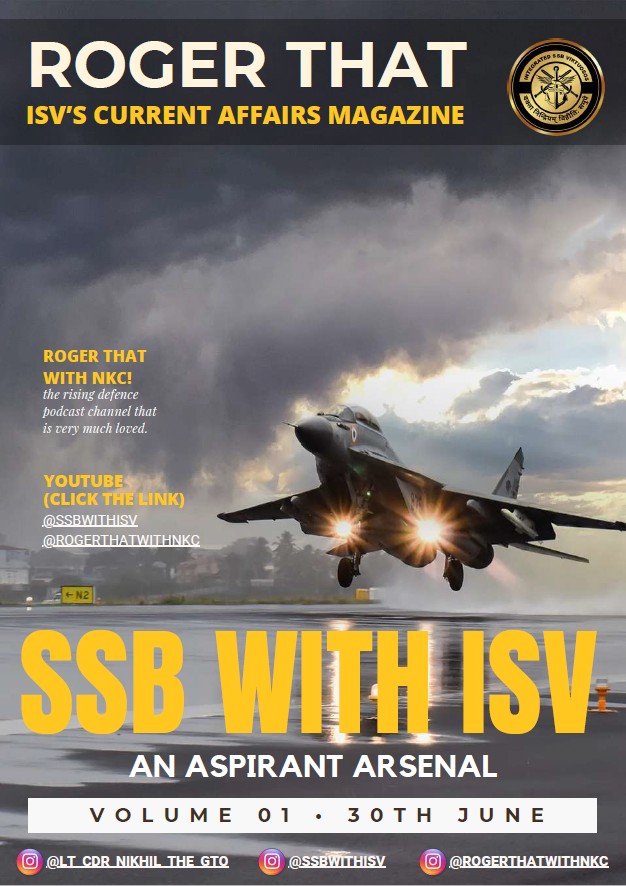 ROGER THAT
ISV'S CURRENT AFFAIRS MAGAZINE
INTEGRATED SSB VIRTUOSOS
ROGER THAT
WITH NKC!
the rising defence
podcast channel that
is very much loved.
YOUTUBE
(CLICK THE LINK)
@SSBWITHISV
@ROGERTHATWITHNKC
← N2
SSB WITH ISV
AN ASPIRANT ARSENAL
VOLUME 01 • 30TH JUNE
@LT_CDR_NIKHIL_THE_GTO
@SSBWITHISV
@ROGERTHATWITHNKC